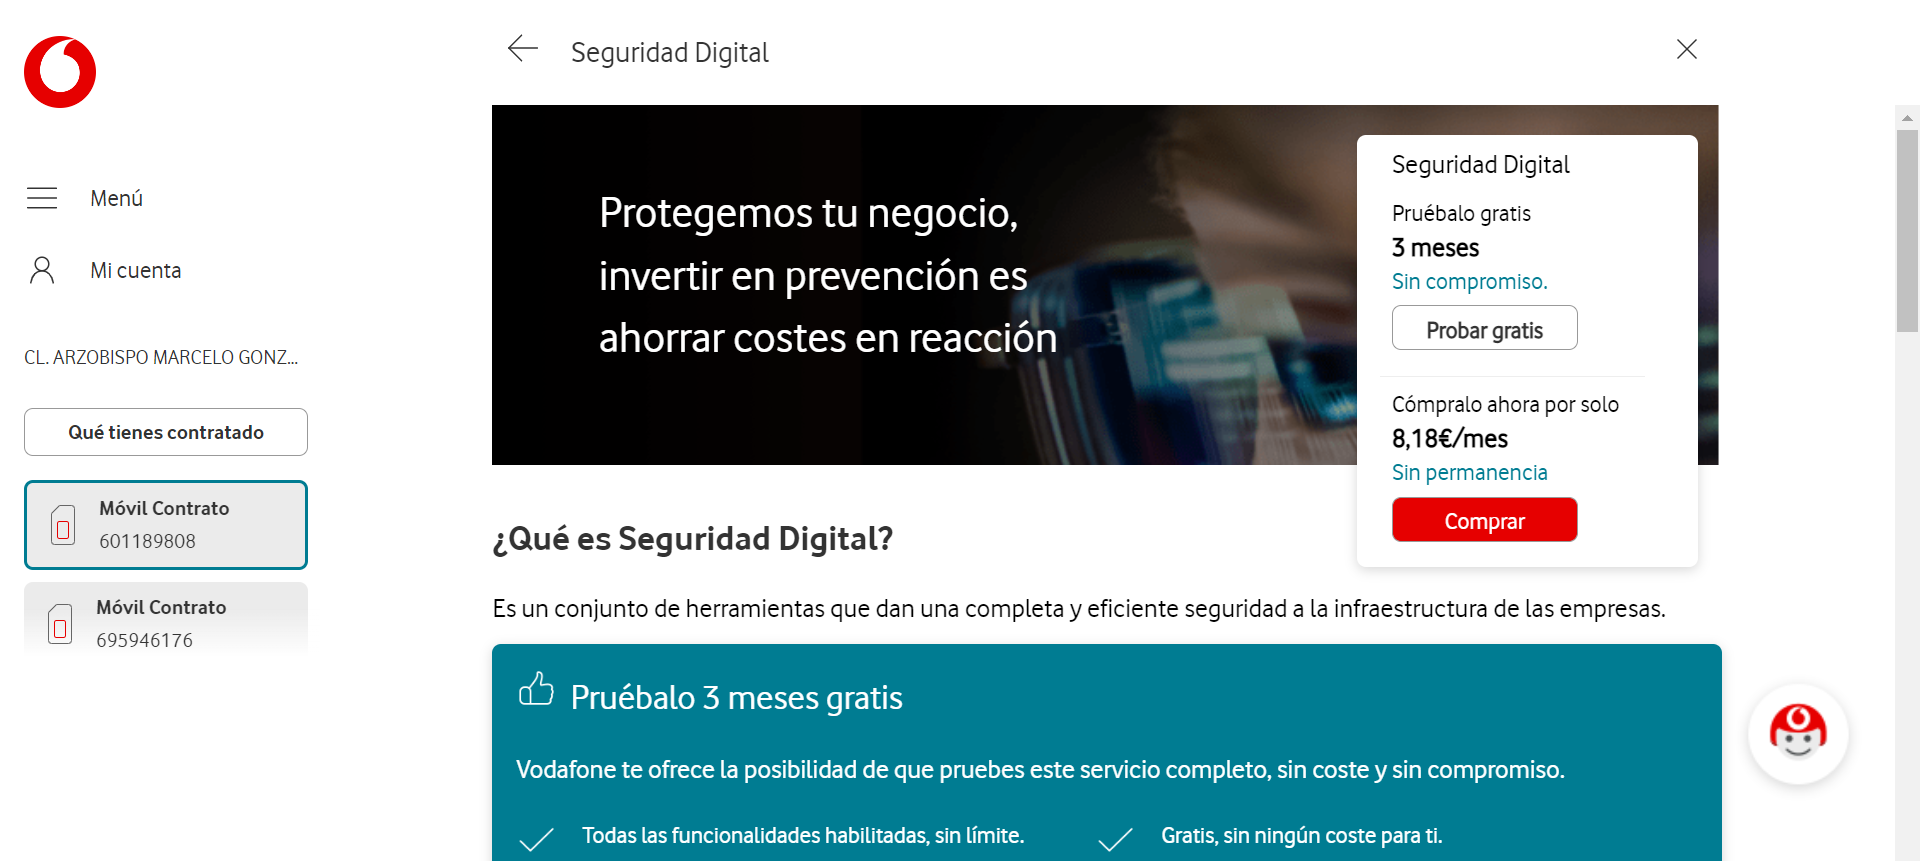 Seguridad Digital
Menú
Mi cuenta
CL. ARZOBISPO MARCELO GONZ...
Qué tienes contratado
Móvil Contrato
601189808
Móvil Contrato
695946176
Protegemos tu negocio,
invertir en prevención es
ahorrar costes en reacción
Seguridad Digital
Pruébalo gratis
3 meses
Sin compromiso.
Probar gratis
Cómpralo ahora por solo
8,18€/mes
Sin permanencia
Comprar
¿Qué es Seguridad Digital?
Es un conjunto de herramientas que dan una completa y eficiente seguridad a la infraestructura de las empresas.
Pruébalo 3 meses gratis
Vodafone te ofrece la posibilidad de que pruebes este servicio completo, sin coste y sin compromiso.
Todas las funcionalidades habilitadas, sin límite.
Gratis, sin ningún coste para ti.